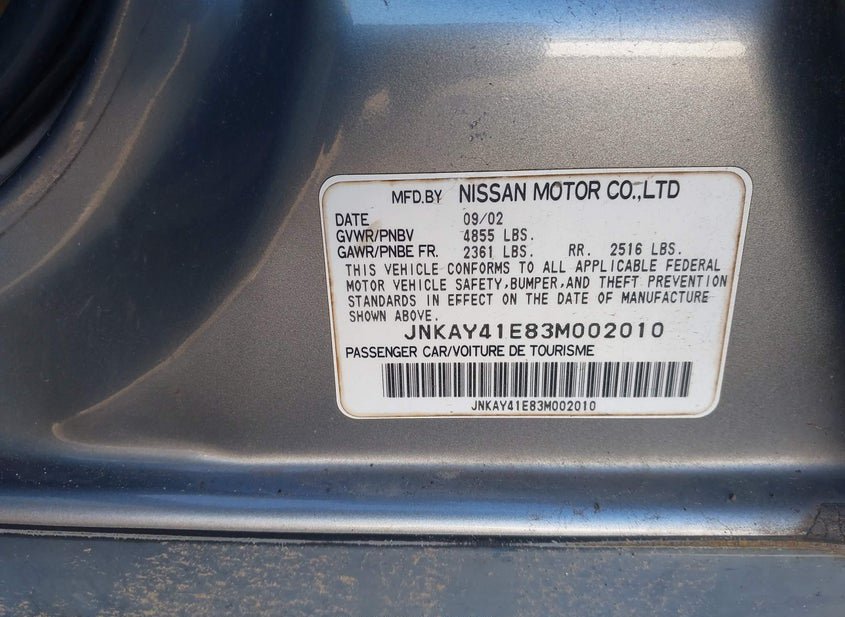 MFD.BY NISSAN MOTOR CO.,LTD
DATE 09/02
GVWR/PNBV 4855 LBS.
GAWR/PNBE FR. 2361 LBS. RR. 2516 LBS.
THIS VEHICLE CONFORMS TO ALL APPLICABLE FEDERAL
MOTOR VEHICLE SAFETY,BUMPER,AND THEFT PREVENTION
STANDARDS IN EFFECT ON THE DATE OF MANUFACTURE
SHOWN ABOVE.
JNKAY41E83M002010
PASSENGER CAR/VOITURE DE TOURISME
JNKAY41E83M002010